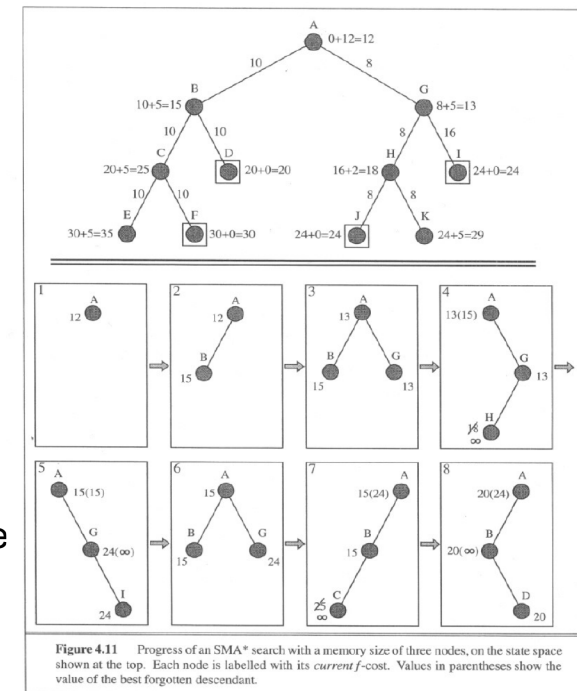 A
0+12=12
10 8
B G
10+5=15 8+5=13
10 10 8 16
C D H I
20+5=25 20+0=20 16+2=18 24+0=24
10 10 8 8
E F J K
30+5=35 30+0=30 24+0=24 24+5=29
1 2 3 4
A A A A
12 12 13 13(15)
B B G G
15 15 13 13
H
18
∞
5 6 7 8
A A A A
15(15) 15 15(24) 20(24)
G B G B B
24(∞) 15 24 15 20(∞)
I C D
24 25 20
∞
e
Figure 4.11 Progress of an SMA* search with a memory size of three nodes, on the state space
shown at the top. Each node is labelled with its current f-cost. Values in parentheses show the
value of the best forgotten descendant.